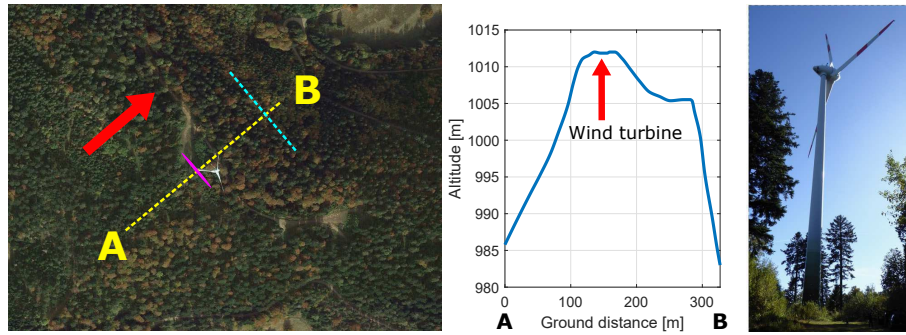 A
B
Altitude [m]
1015
1010
1005
1000
995
990
985
980
Wind turbine
0
100
200
300
A
Ground distance [m]
B